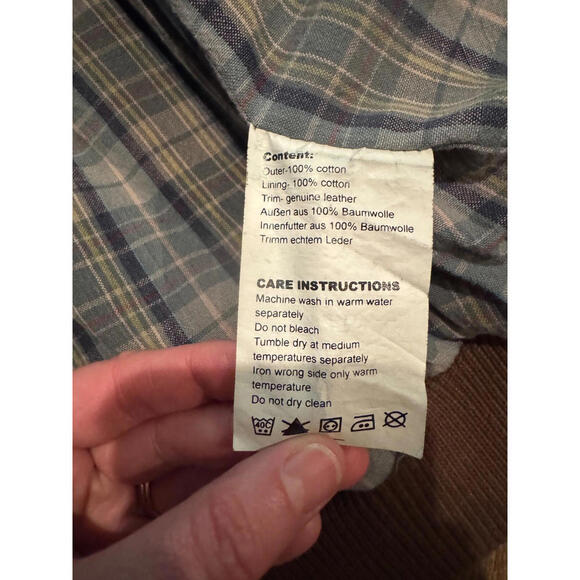 Content:
Outer-100% cotton
Lining- 100% cotton
Trim- genuine leather
Außen aus 100% Baumwolle
Innenfutter aus 100% Baumwolle
Trimm echtem Leder
CARE INSTRUCTIONS
Machine wash in warm water
separately
Do not bleach
Tumble dry at medium
temperatures separately
Iron wrong side only warm
temperature
Do not dry clean
40C